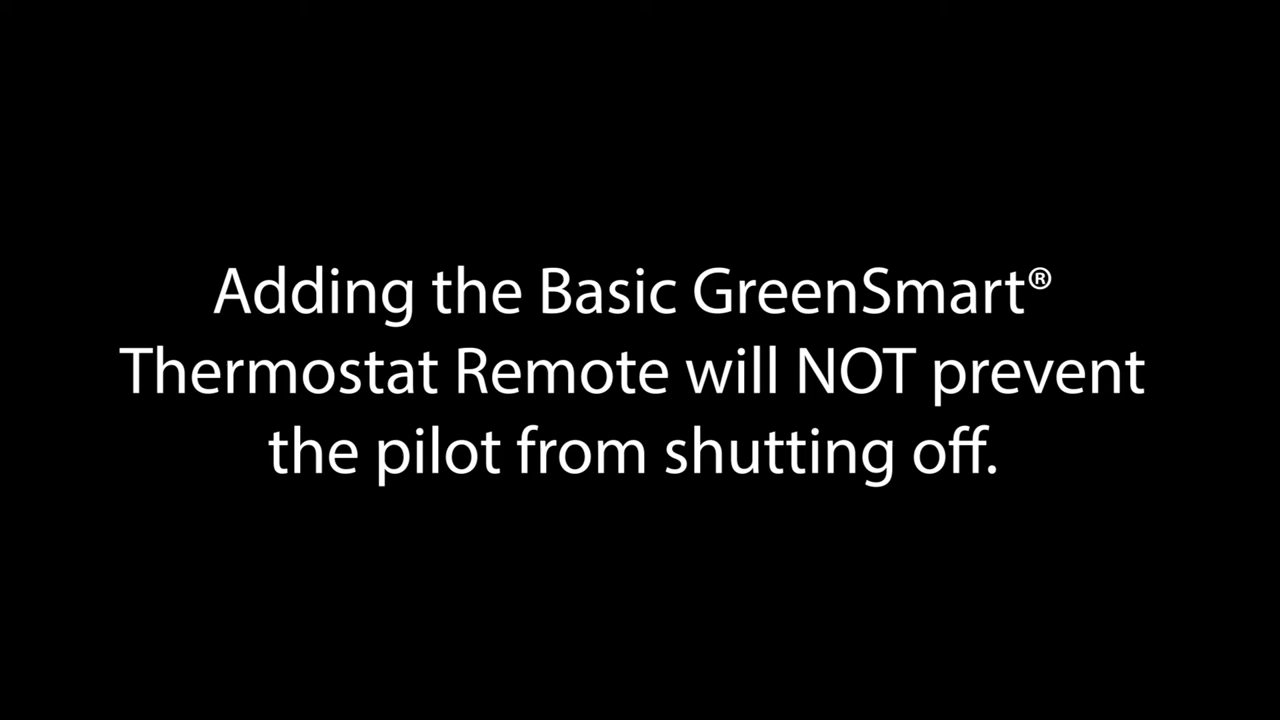 Adding the Basic GreenSmart®
Thermostat Remote will NOT prevent
the pilot from shutting off.